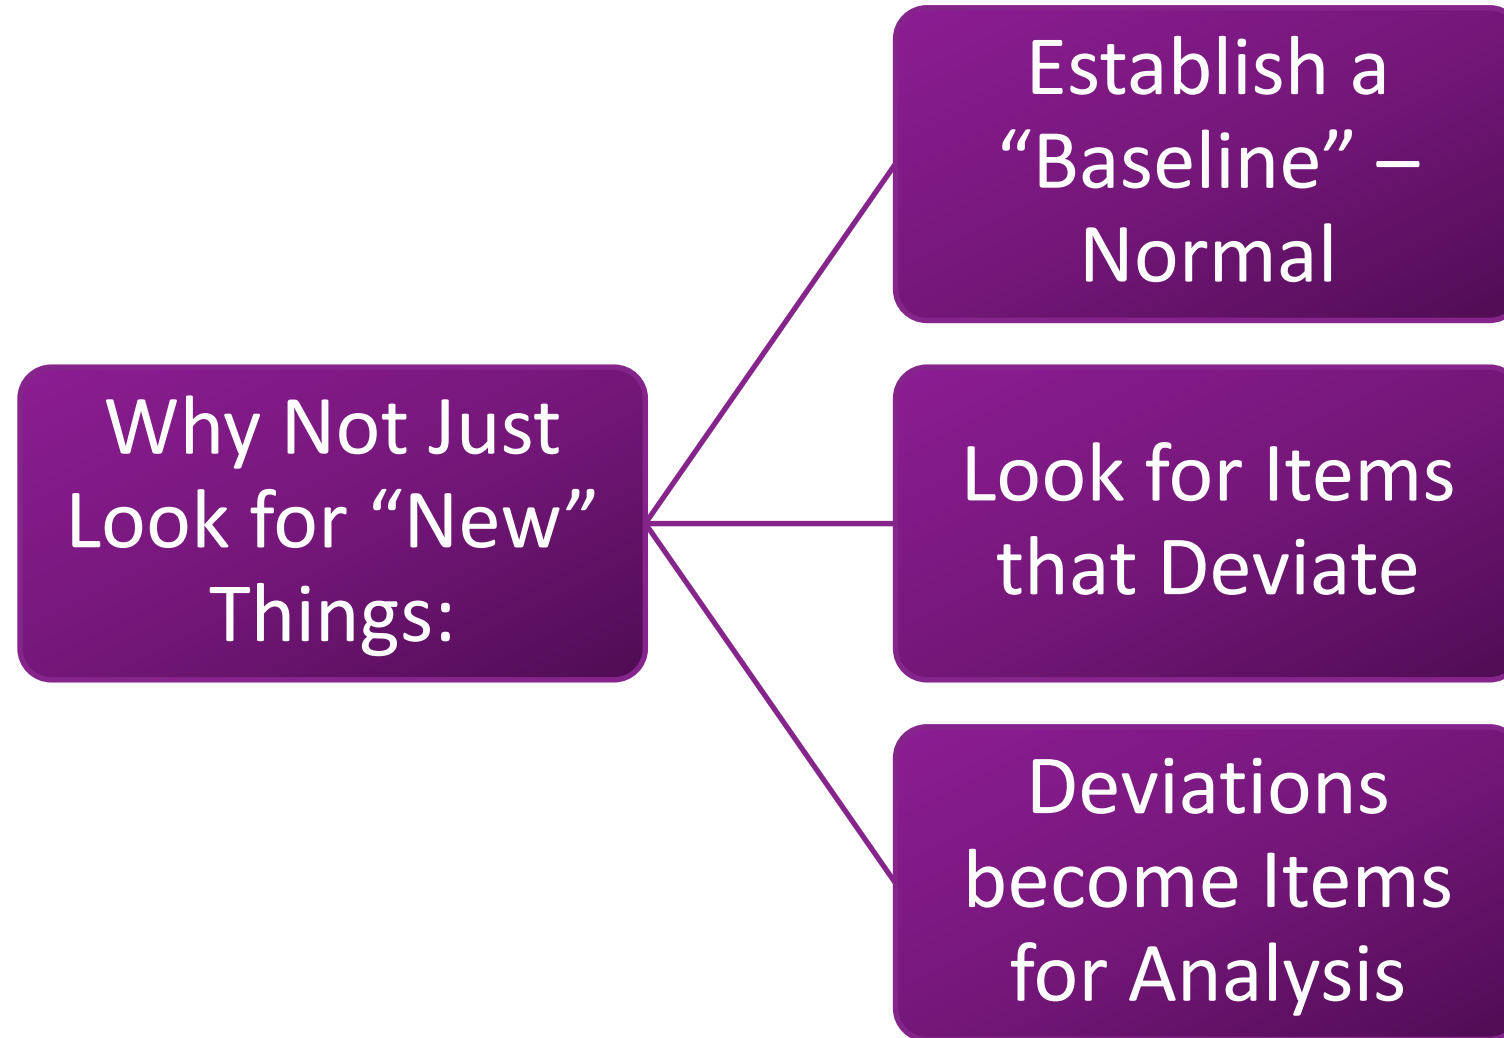 Why Not Just
Look for “New”
Things:
Establish a
“Baseline” –
Normal
Look for Items
that Deviate
Deviations
become Items
for Analysis